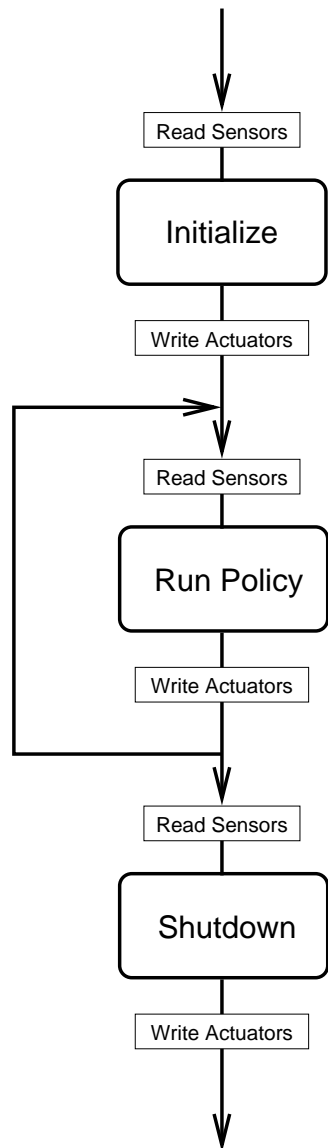 Read Sensors
Initialize
Write Actuators
Read Sensors
Run Policy
Write Actuators
Read Sensors
Shutdown
Write Actuators